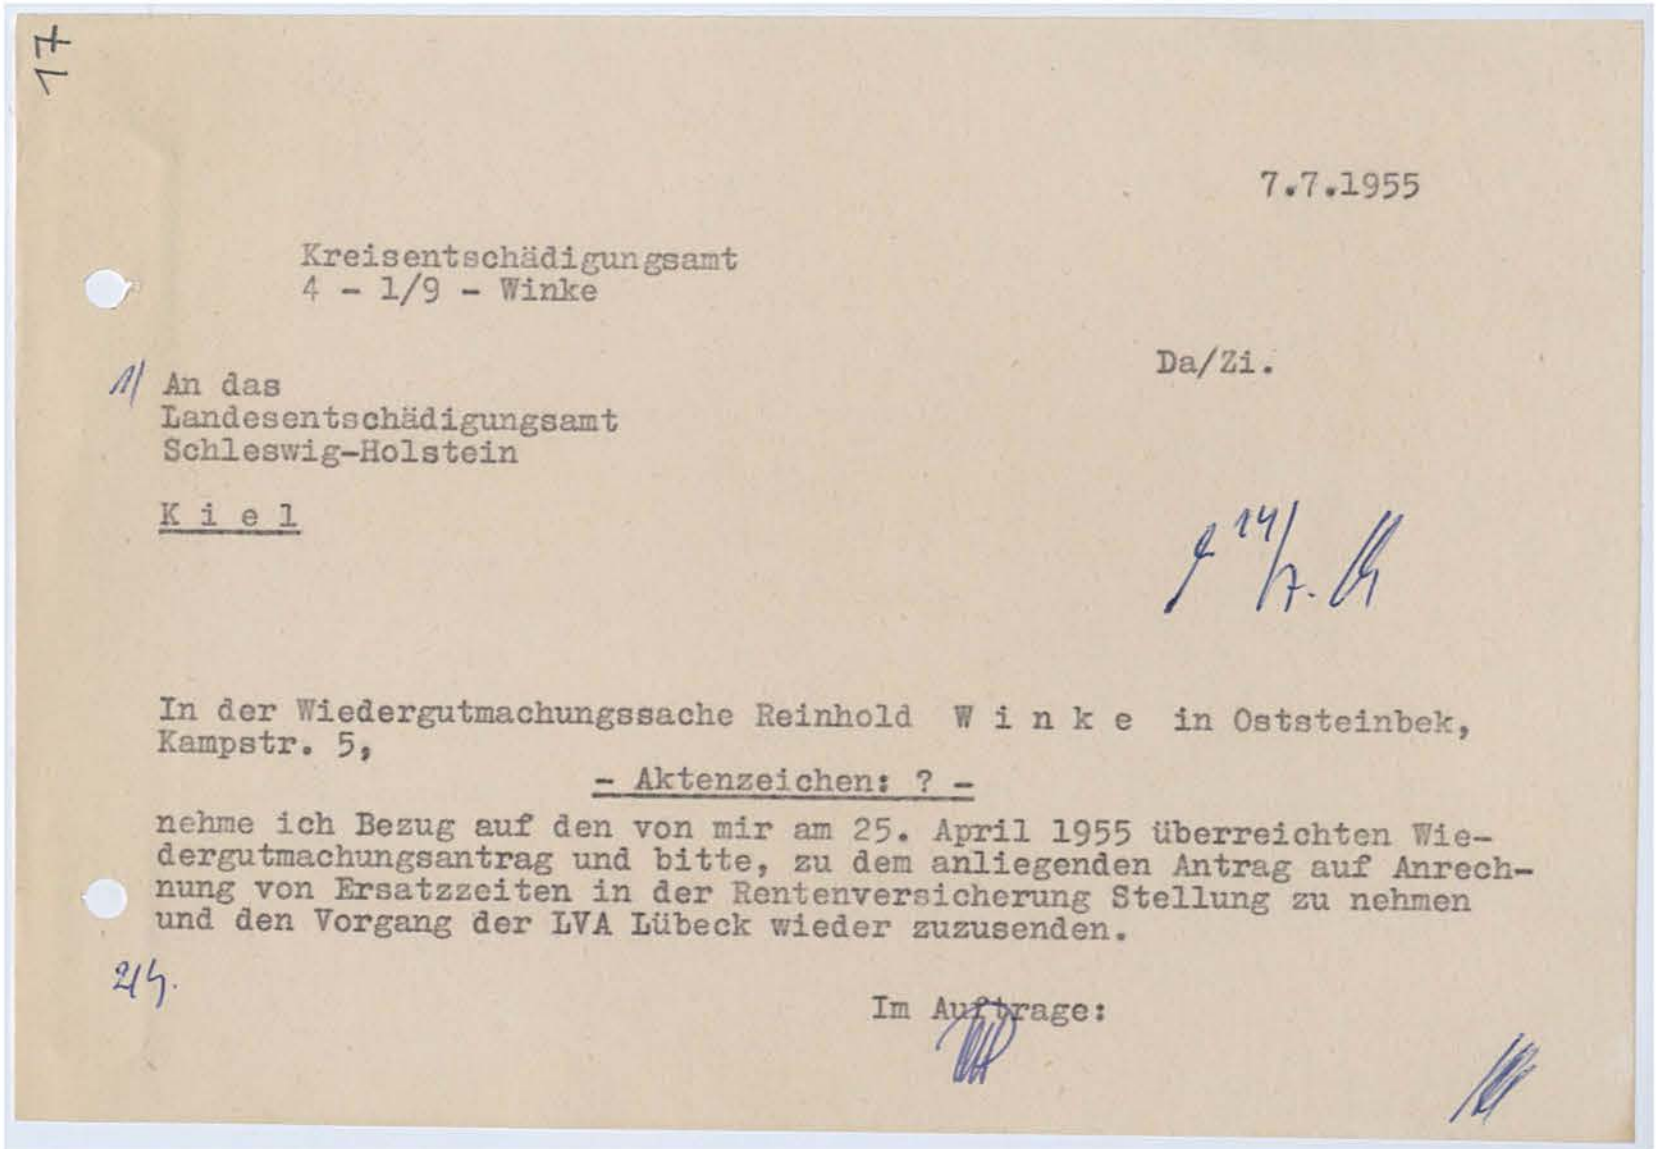 17
7.7.1955
Kreisentschädigungsamt
4 - 1/9 - Winke
Da/Zi.
1/ An das
Landesentschädigungsamt
Schleswig-Holstein
K i e l
14/7.
In der Wiedergutmachungssache Reinhold W i n k e in Oststeinbek,
Kampstr. 5,
- Aktenzeichen: ? -
nehme ich Bezug auf den von mir am 25. April 1955 überreichten Wie-
dergutmachungsantrag und bitte, zu dem anliegenden Antrag auf Anrech-
nung von Ersatzzeiten in der Rentenversicherung Stellung zu nehmen
und den Vorgang der LVA Lübeck wieder zuzusenden.
2/
Im Auftrage: